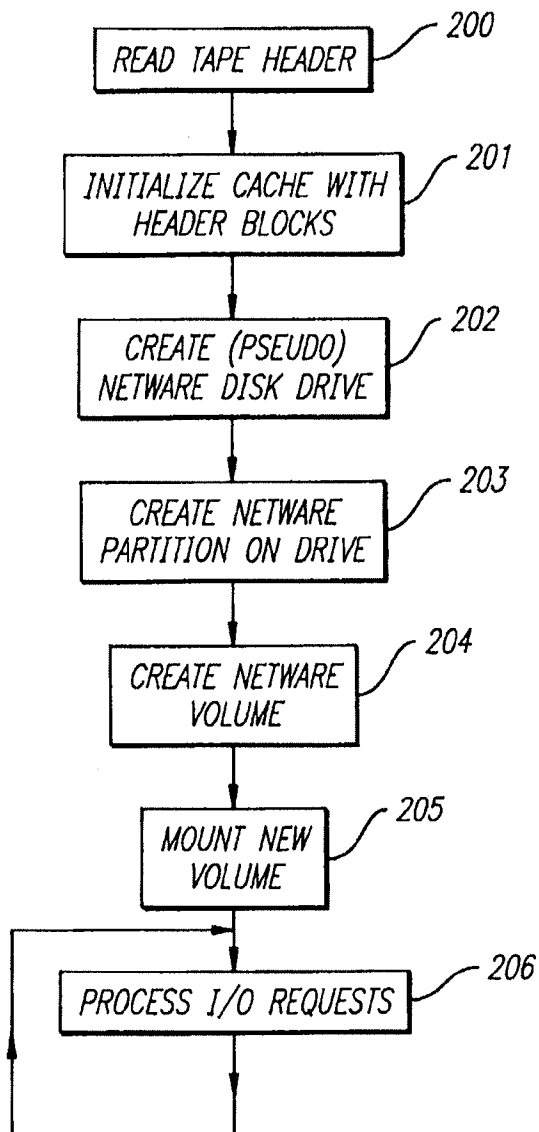 200
READ TAPE HEADER
201
INITIALIZE CACHE WITH
HEADER BLOCKS
202
CREATE (PSEUDO)
NETWARE DISK DRIVE
203
CREATE NETWARE
PARTITION ON DRIVE
204
CREATE NETWARE
VOLUME
205
MOUNT NEW
VOLUME
206
PROCESS I/O REQUESTS